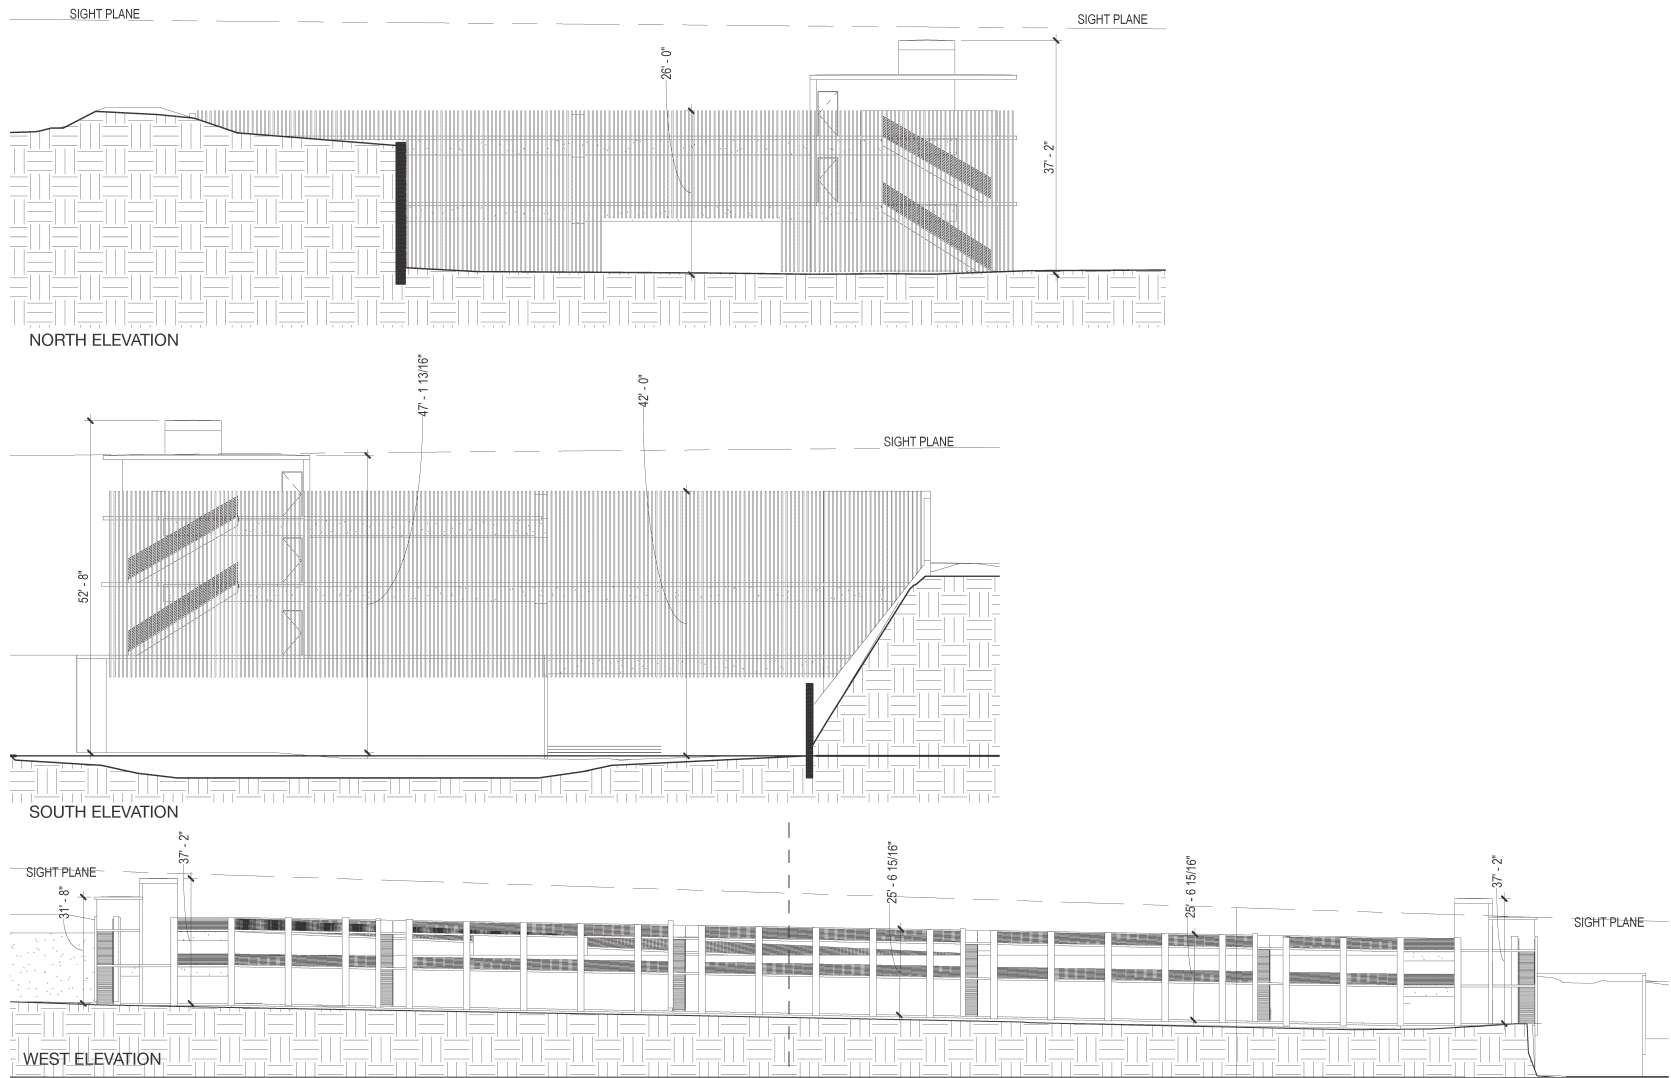 SIGHT PLANE
SIGHT PLANE
26' - 0"
37' - 2"
NORTH ELEVATION
47' - 1 13/16"
42' - 0"
SIGHT PLANE
52' - 8"
SOUTH ELEVATION
SIGHT PLANE
31' - 8"
37' - 2"
25' - 6 15/16"
25' - 6 15/16"
37' - 2"
SIGHT PLANE
WEST ELEVATION